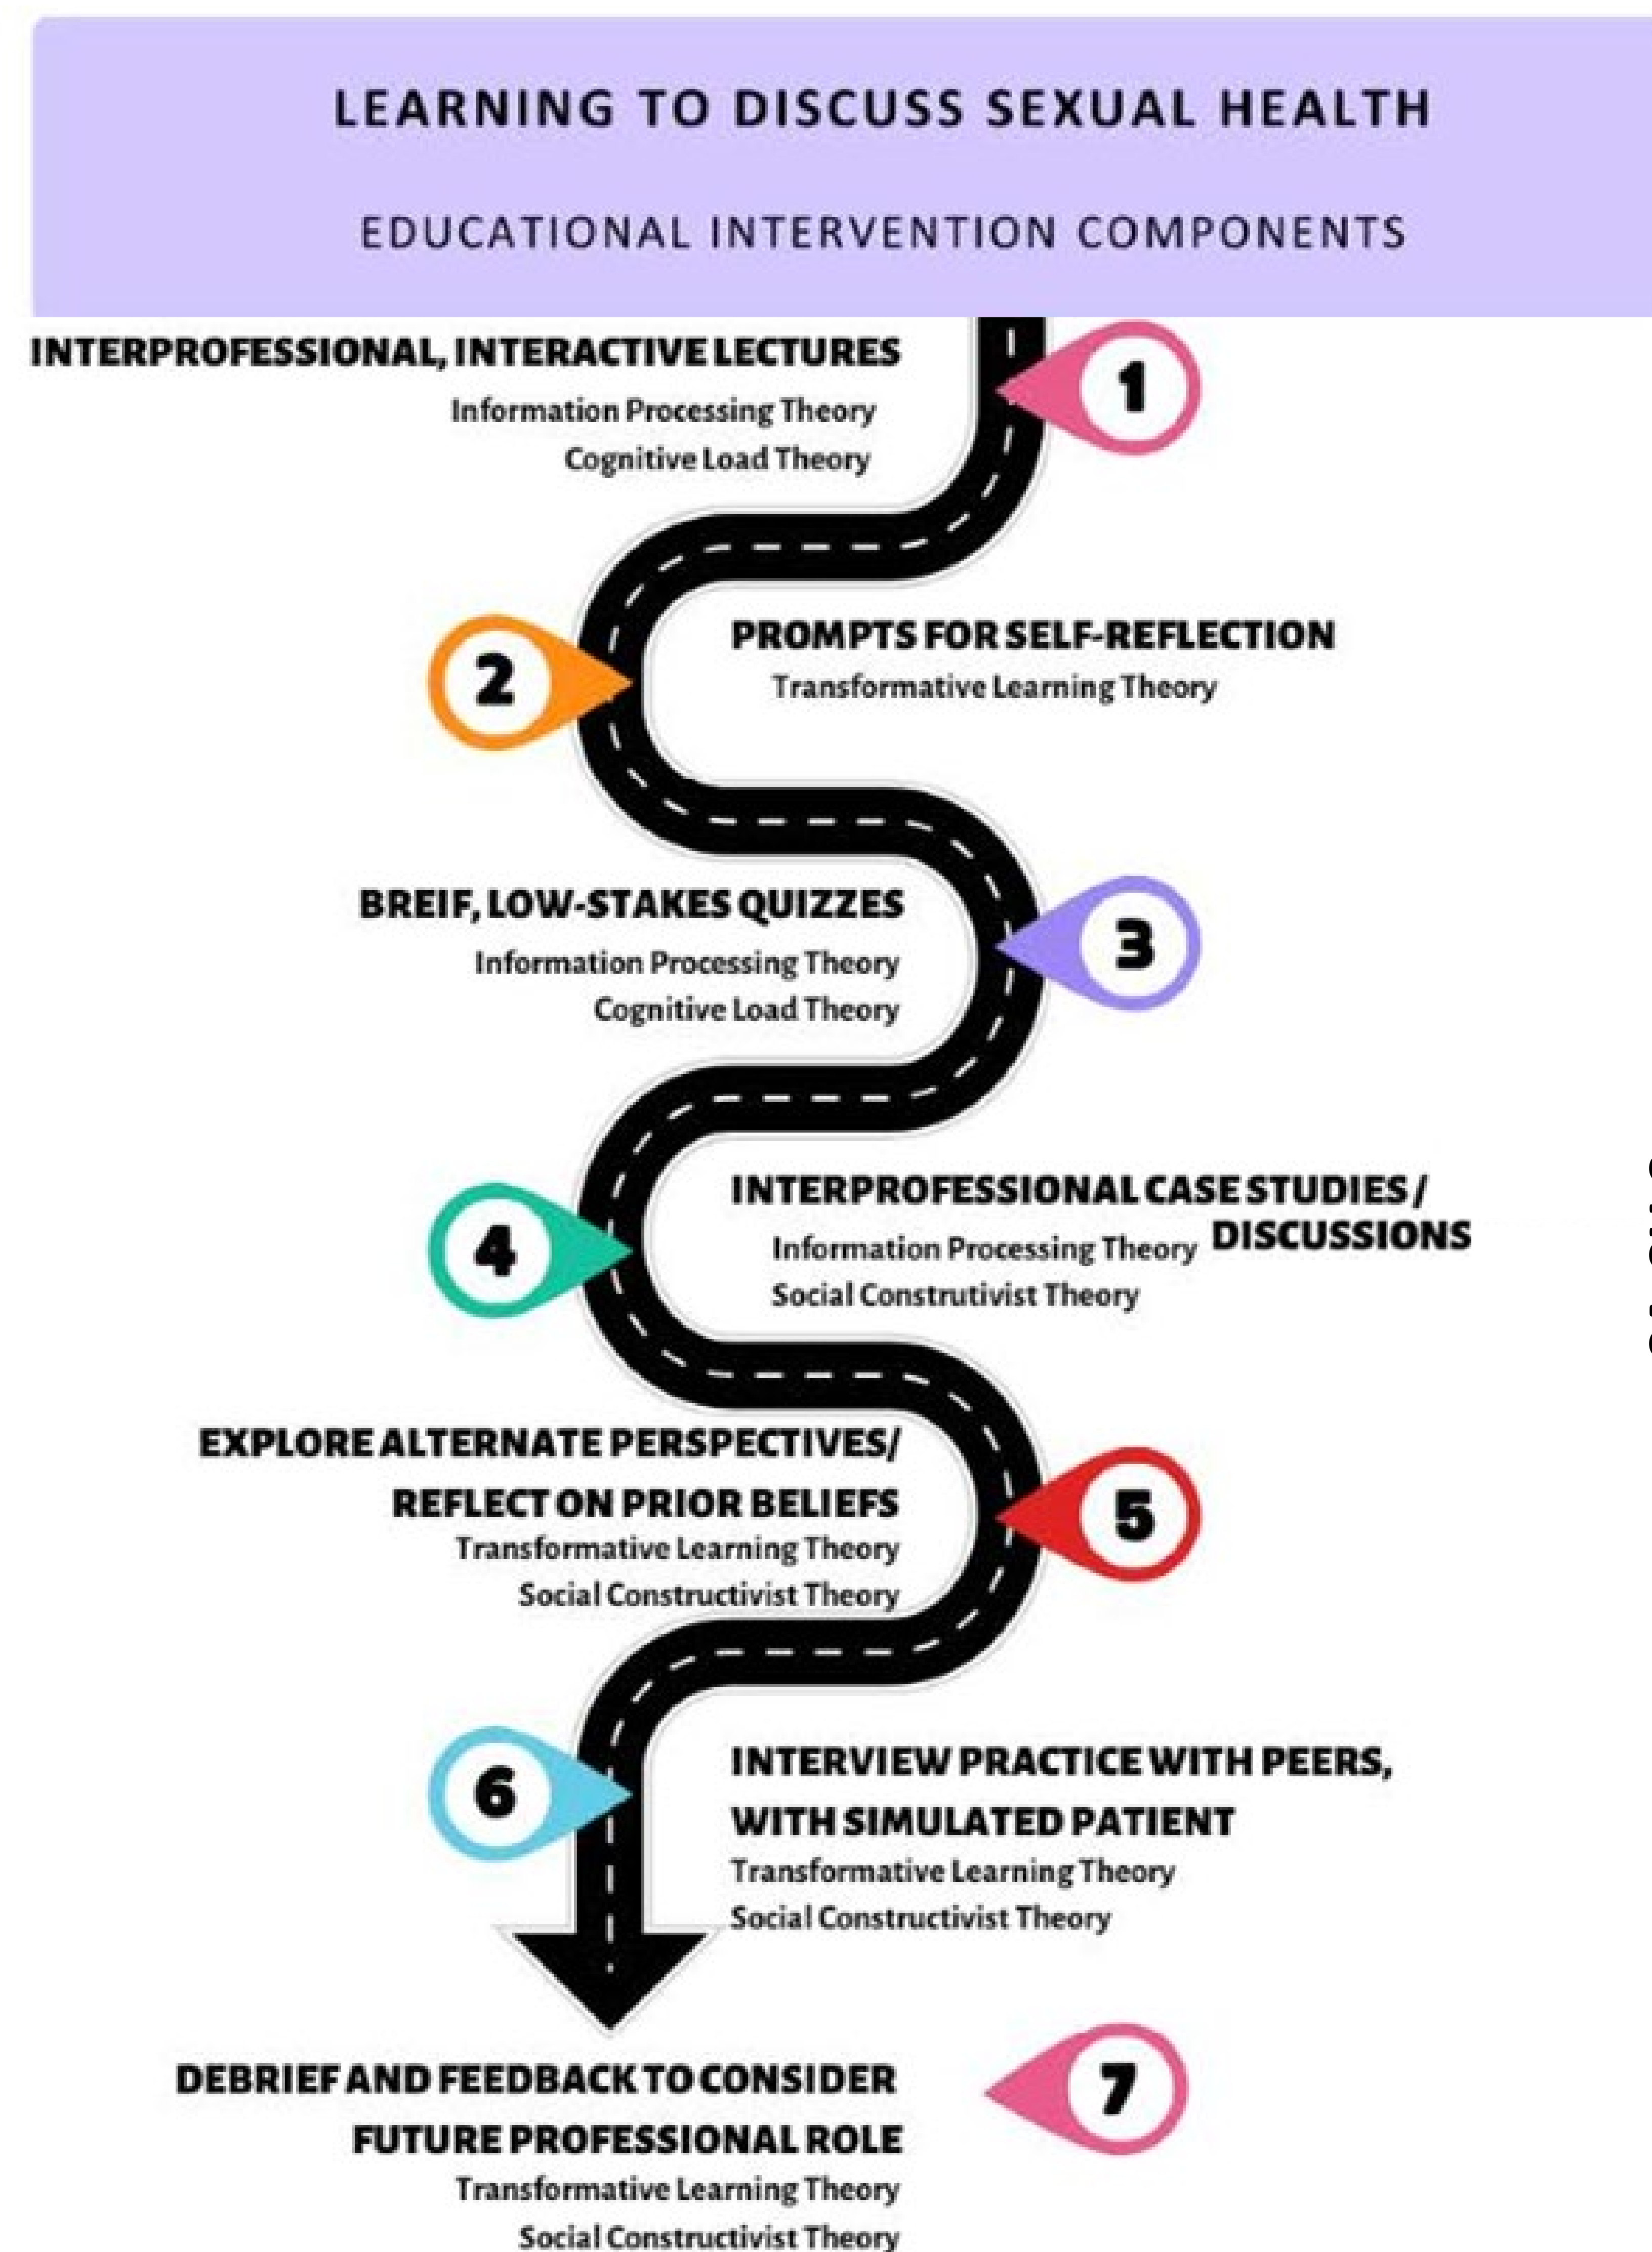 LEARNING TO DISCUSS SEXUAL HEALTH
EDUCATIONAL INTERVENTION COMPONENTS
INTERPROFESSIONAL, INTERACTIVE LECTURES
Information Processing Theory
Cognitive Load Theory
1
2
PROMPTS FOR SELF-REFLECTION
Transformative Learning Theory
BREIF, LOW-STAKES QUIZZES
Information Processing Theory
Cognitive Load Theory
3
4
INTERPROFESSIONAL CASE STUDIES /
DISCUSSIONS
Information Processing Theory
Social Construtivist Theory
EXPLORE ALTERNATE PERSPECTIVES/
REFLECT ON PRIOR BELIEFS
Transformative Learning Theory
Social Constructivist Theory
5
6
INTERVIEW PRACTICE WITH PEERS,
WITH SIMULATED PATIENT
Transformative Learning Theory
Social Constructivist Theory
DEBRIEF AND FEEDBACK TO CONSIDER
FUTURE PROFESSIONAL ROLE
Transformative Learning Theory
Social Constructivist Theory
7